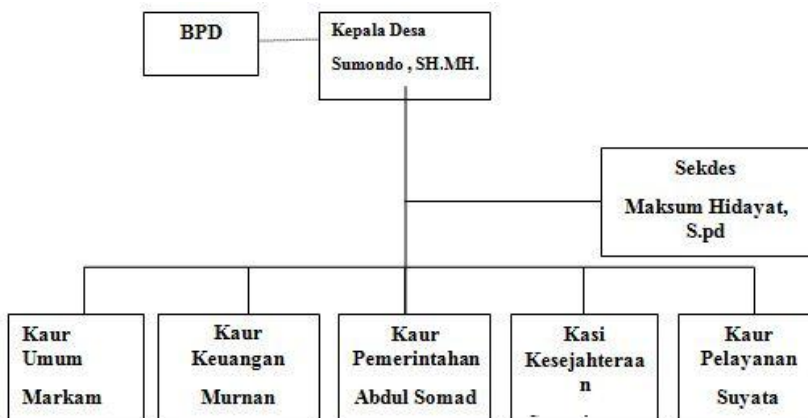 BPD
Kepala Desa
Sumondo , SH.MH.
Sekdes
Maksum Hidayat,
S.pd
Kaur
Umum
Markam
Kaur
Keuangan
Murnan
Kaur
Pemerintahan
Abdul Somad
Kasi
Kesejahteraa
n
Kaur
Pelayanan
Suyata